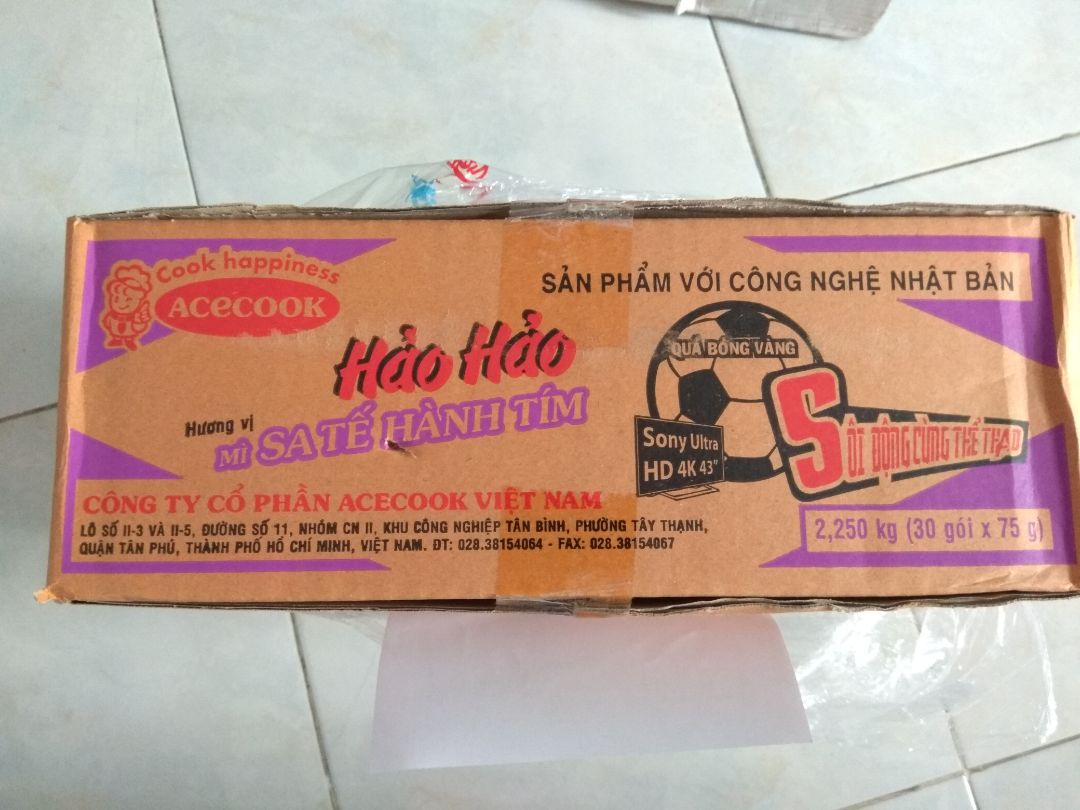 Cook happiness
ACECOOK
SẢN PHẨM VỚI CÔNG NGHỆ NHẬT BẢN
Hảo Hảo
Hương vị
MÌ SA TẾ HÀNH TÍM
QUẢ BÓNG VÀNG
SÔI ĐỘNG CÙNG THỂ THAO
Sony Ultra
HD 4K 43"
CÔNG TY CỔ PHẦN ACECOOK VIỆT NAM
LÔ SỐ II-3 VÀ II-5, ĐƯỜNG SỐ 11, NHÓM CN II, KHU CÔNG NGHIỆP TÂN BÌNH, PHƯỜNG TÂY THẠNH,
QUẬN TÂN PHÚ, THÀNH PHỐ HỒ CHÍ MINH, VIỆT NAM. ĐT: 028.38154064 - FAX: 028.38154067
2,250 kg (30 gói x 75 g)